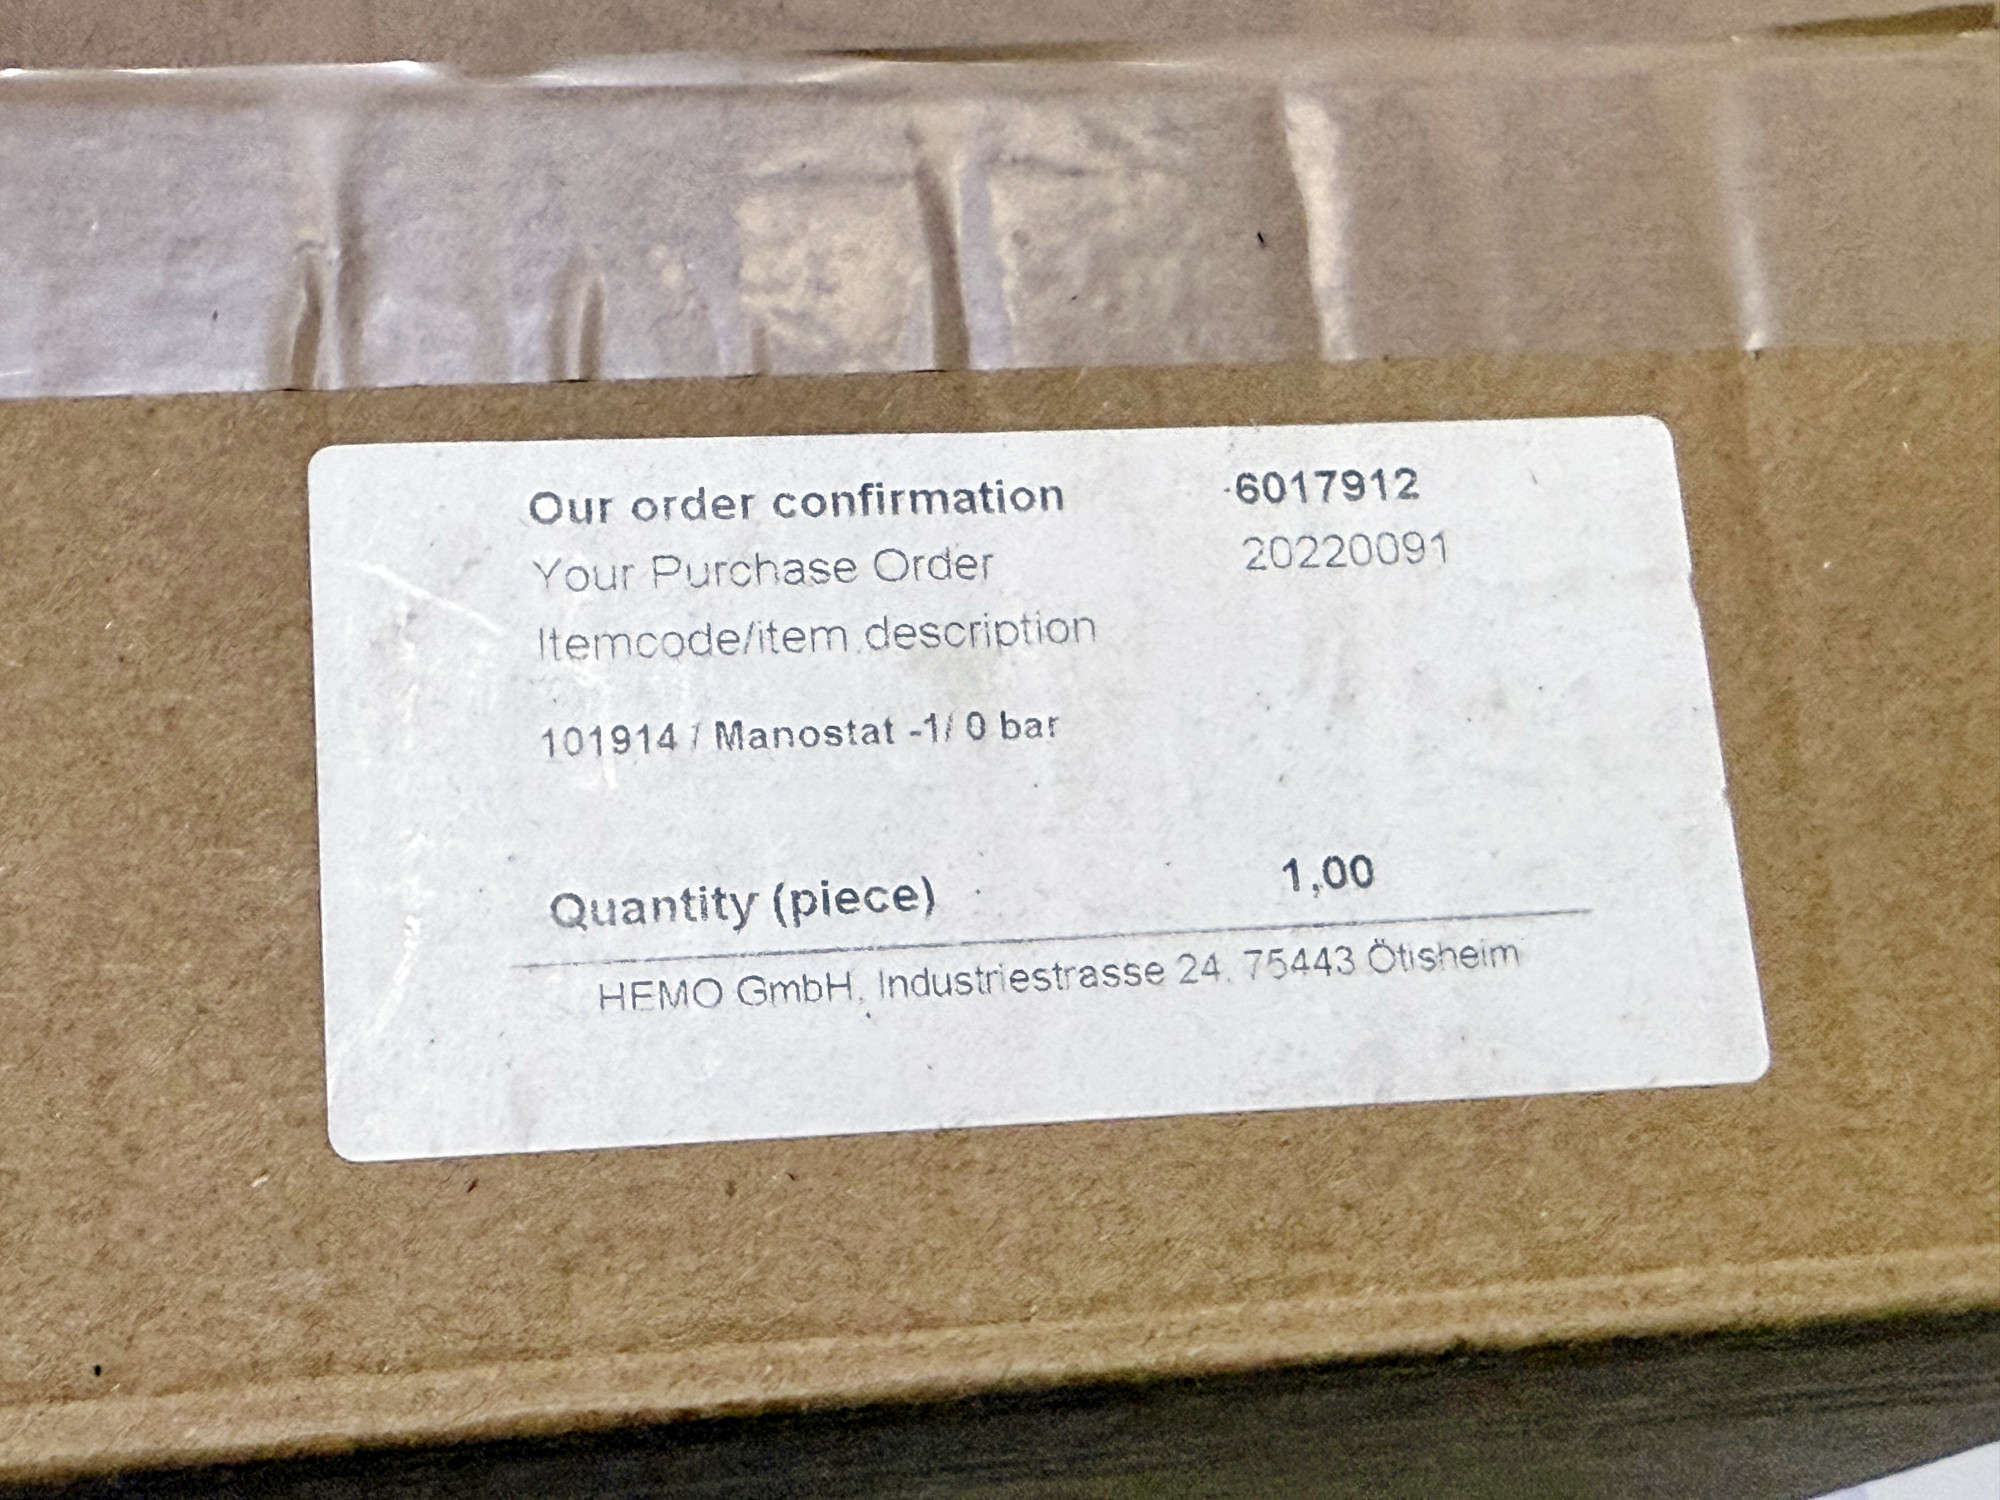 Our order confirmation 6017912
Your Purchase Order 20220091
Itemcode/item description
101914 / Manostat -1/ 0 bar
Quantity (piece) 1,00
HEMO GmbH, Industriestrasse 24, 75443 Ötisheim